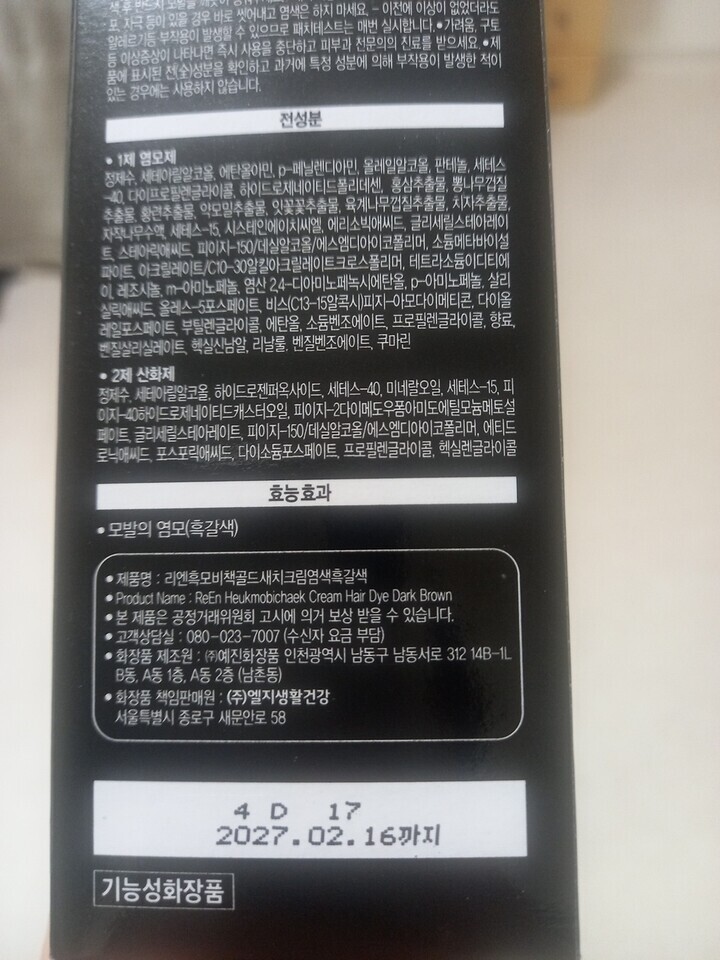 포, 자극 등이 있을 경우 바로 씻어내고 염색은 하지 마세요. - 이전에 이상이 없었더라도
알레르기등 부작용이 발생할 수 있으므로 패치테스트는 매번 실시합니다. • 가려움, 구토
등 이상증상이 나타나면 즉시 사용을 중단하고 피부과 전문의의 진료를 받으세요. • 제
품에 표시된 전(全)성분을 확인하고 과거에 특정 성분에 의해 부작용이 발생한 적이
있는 경우에는 사용하지 않습니다.
전성분
• 1제 염모제
정제수, 세테아릴알코올, 에탄올아민, p-페닐렌디아민, 올레일알코올, 판테놀, 세테스
-40, 다이프로필렌글라이콜, 하이드로제네이티드폴리데센, 홍삼추출물, 뽕나무껍질
추출물, 황련추출물, 약모밀추출물, 잇꽃꽃추출물, 육계나무껍질추출물, 치자추출물,
자작나무수액, 세테스-15, 시스테인에이치씨엘, 에리소빅애씨드, 글리세릴스테아레이
트, 스테아릭애씨드, 피이지-150/데실알코올/에스엠디아이코폴리머, 소듐메타바이설
파이트, 아크릴레이트/C10-30알킬아크릴레이트크로스폴리머, 테트라소듐이디티에
이, 레조시놀, m-아미노페놀, 염산 2,4-디아미노페녹시에탄올, p-아미노페놀, 살리
실릭애씨드, 올레스-5포스페이트, 비스(C13-15알콕시)피지-아모다이메티콘, 다이올
레일포스페이트, 부틸렌글라이콜, 에탄올, 소듐벤조에이트, 프로필렌글라이콜, 향료,
벤질살리실레이트, 헥실신남알, 리날룰, 벤질벤조에이트, 쿠마린
• 2제 산화제
정제수, 세테아릴알코올, 하이드로젠퍼옥사이드, 세테스-40, 미네랄오일, 세테스-15, 피
이지-40하이드로제네이티드캐스터오일, 피이지-2다이메도우폼아미도에틸모늄메토설
페이트, 글리세릴스테아레이트, 피이지-150/데실알코올/에스엠디아이코폴리머, 에티드
로닉애씨드, 포스포릭애씨드, 다이소듐포스페이트, 프로필렌글라이콜, 헥실렌글라이콜
효능효과
• 모발의 염모(흑갈색)
• 제품명 : 리엔흑모비책골드새치크림염색흑갈색
• Product Name : ReEn Heukmobichaek Cream Hair Dye Dark Brown
• 본 제품은 공정거래위원회 고시에 의거 보상 받을 수 있습니다.
• 고객상담실 : 080-023-7007 (수신자 요금 부담)
• 화장품 제조원 : ㈜예진화장품 인천광역시 남동구 남동서로 312 14B-1L
B동, A동 1층, A동 2층 (남촌동)
• 화장품 책임판매원 : (주)엘지생활건강
서울특별시 종로구 새문안로 58
4 D 17
2027.02.16까지
기능성화장품